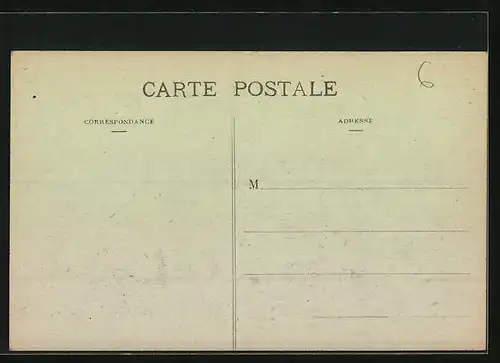 6
CARTE POSTALE
CORRESPONDANCE
ADRESSE
M